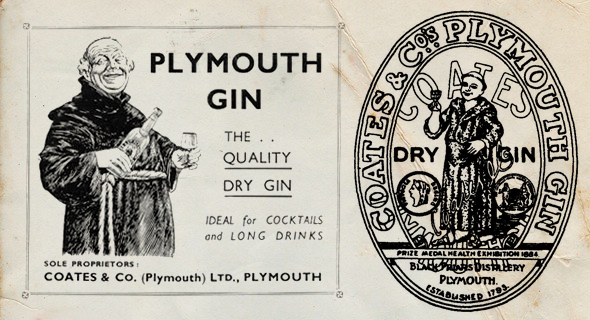 PLYMOUTH
GIN
THE . .
QUALITY
DRY GIN
IDEAL for COCKTAILS
and LONG DRINKS
SOLE PROPRIETORS:
COATES & CO. (Plymouth) LTD., PLYMOUTH
COATES & Co's PLYMOUTH GIN
COATES
DRY GIN
PRIZE MEDAL HEALTH EXHIBITION 1884.
BLACK FRIARS DISTILLERY
PLYMOUTH.
ESTABLISHED 1793.